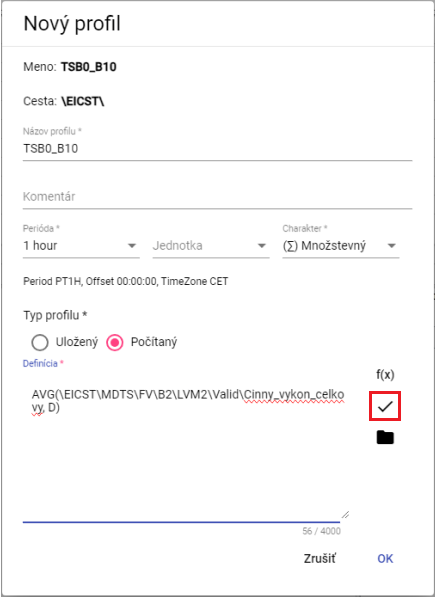 Nový profil
Meno: TSB0_B10
Cesta: \EICST\
Názov profilu *
TSB0_B10
Komentár
Perióda *
1 hour
Jednotka
Charakter *
(∑) Množstevný
Period PT1H, Offset 00:00:00, TimeZone CET
Typ profilu *
Uložený
Počítaný
Definícia *
f(x)
AVG(\EICST\MDTS\FV\B2\LVM2\Valid\Cinny_vykon_celko
vy, D)
56 / 4000
Zrušiť
OK